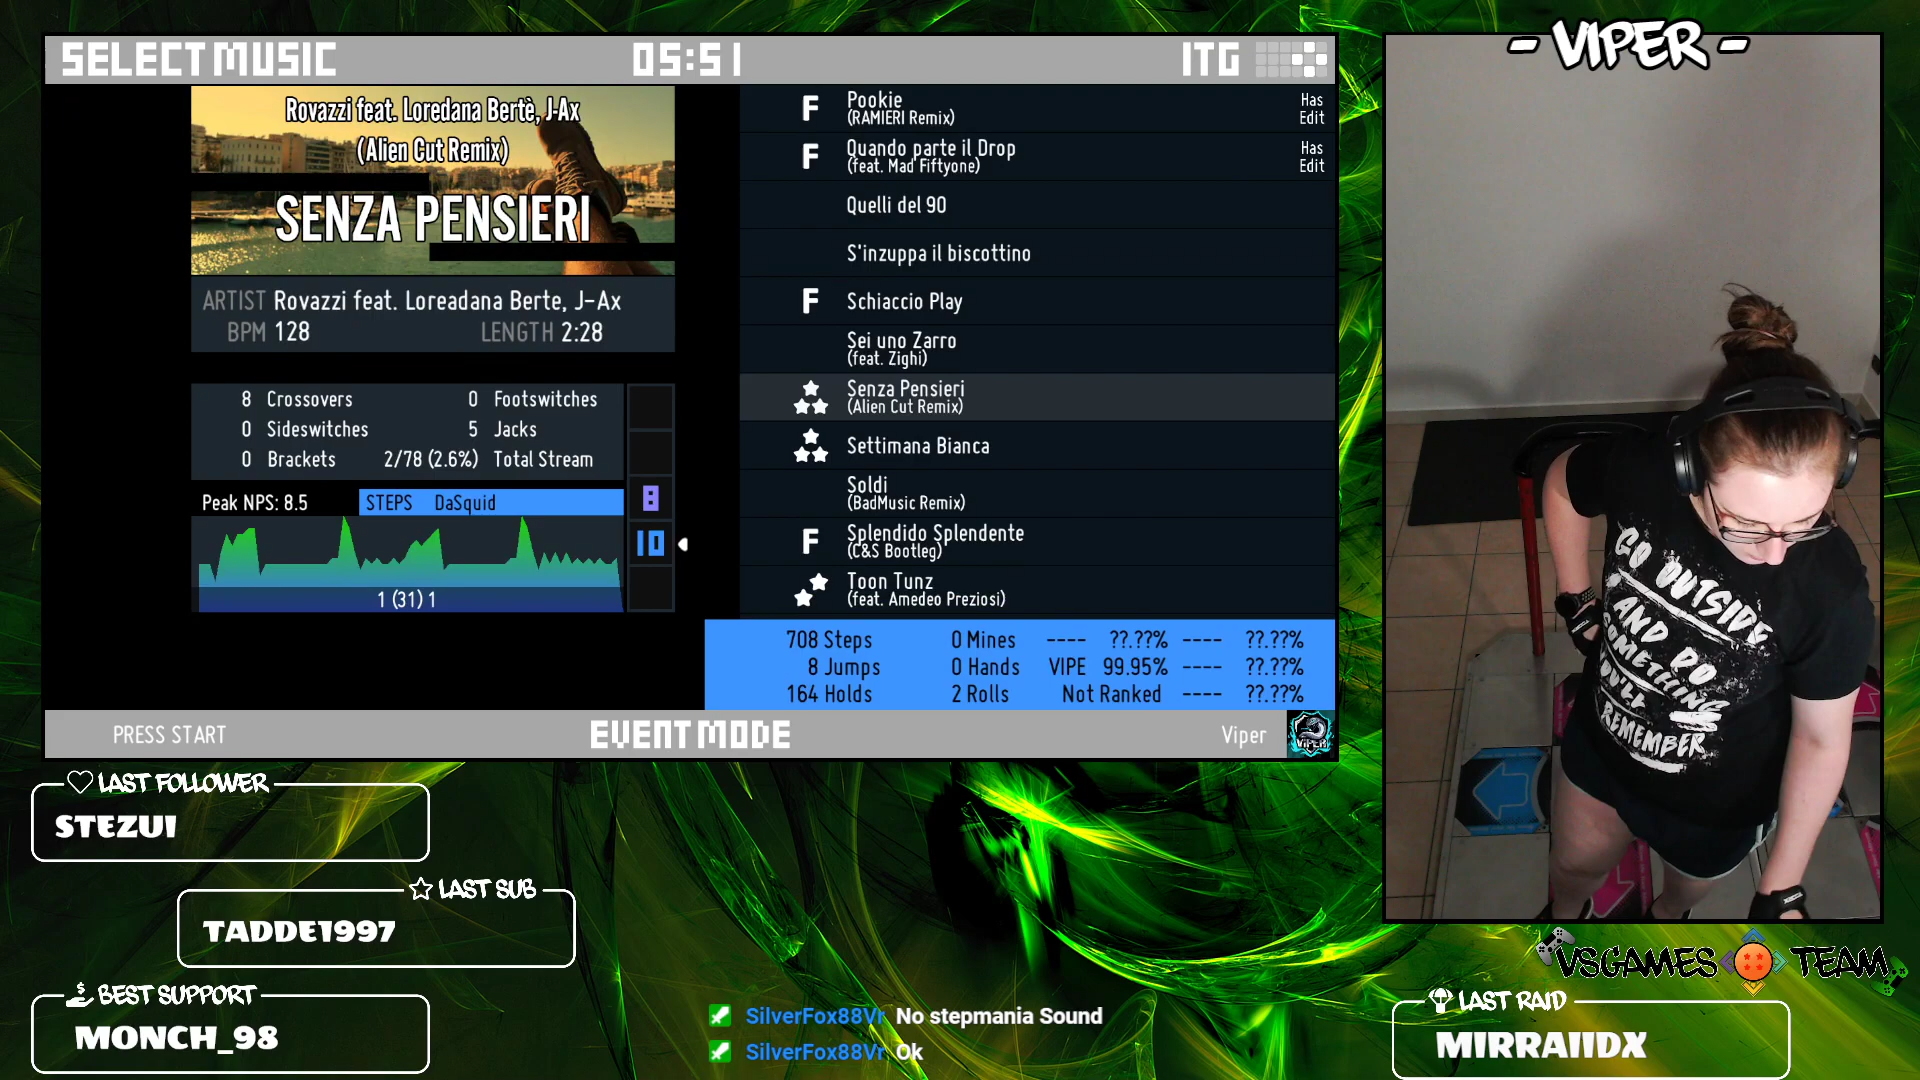 SELECT MUSIC
05:51
ITG
Rovazzi feat. Loredana Bertè, J-Ax
(Alien Cut Remix)
SENZA PENSIERI
ARTIST Rovazzi feat. Loreadana Berte, J-Ax
BPM 128 LENGTH 2:28
8 Crossovers 0 Footswitches
0 Sideswitches 5 Jacks
0 Brackets 2/78 (2.6%) Total Stream
Peak NPS: 8.5 STEPS DaSquid
1 (31) 1
8
10
F Pookie
(RAMIERI Remix)
Has
Edit
F Quando parte il Drop
(feat. Mad Fiftyone)
Has
Edit
Quelli del 90
S'inzuppa il biscottino
F Schiaccio Play
Sei uno Zarro
(feat. Zighi)
Senza Pensieri
(Alien Cut Remix)
Settimana Bianca
Soldi
(BadMusic Remix)
F Splendido Splendente
(C&S Bootleg)
Toon Tunz
(feat. Amedeo Preziosi)
708 Steps 0 Mines ---- ??.??% ---- ??.??%
8 Jumps 0 Hands VIPE 99.95% ---- ??.??%
164 Holds 2 Rolls Not Ranked ---- ??.??%
PRESS START
EVENT MODE
Viper
VIPER
- VIPER -
GO OUTSIDE
AND DO
SOMETHING
YOU'LL
REMEMBER
LAST FOLLOWER
STEZUI
LAST SUB
TADDE1997
BEST SUPPORT
MONCH_98
SilverFox88Vr No stepmania Sound
SilverFox88Vr Ok
VSGAMES TEAM
LAST RAID
MIRRAIIDX